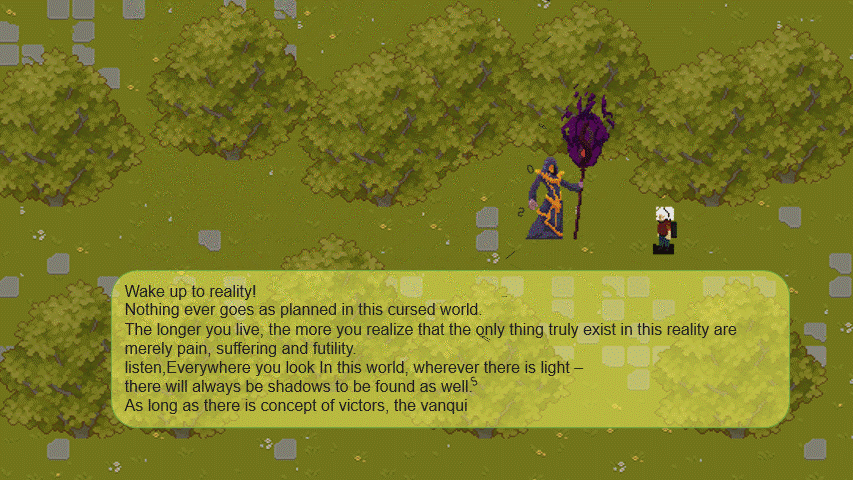 Wake up to reality!
Nothing ever goes as planned in this cursed world.
The longer you live, the more you realize that the only thing truly exist in this reality are
merely pain, suffering and futility.
listen,Everywhere you look In this world, wherever there is light –
there will always be shadows to be found as well.
As long as there is concept of victors, the vanqui